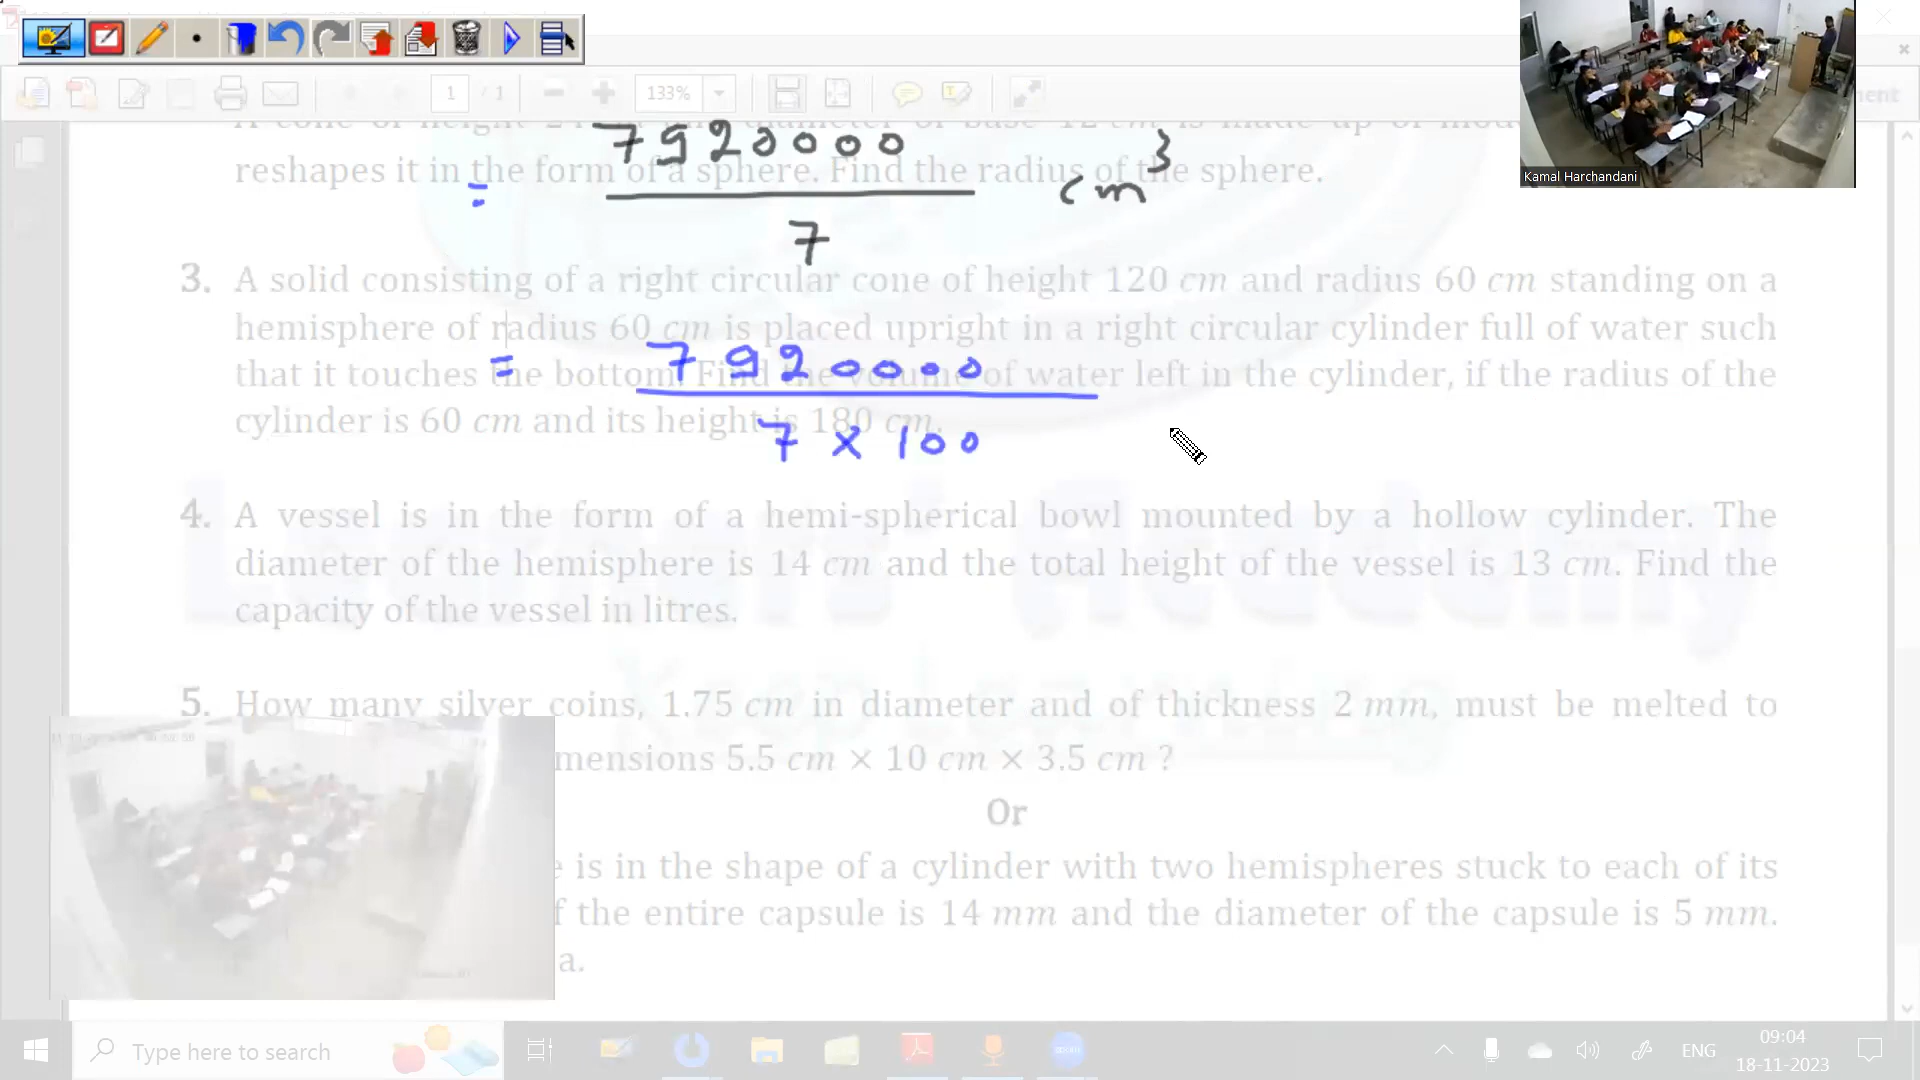 1 / 1
133%
Kamal Harchandani
7920000
reshapes it in the form of a sphere. Find the radius of the sphere.
= cm³
7
3. A solid consisting of a right circular cone of height 120 cm and radius 60 cm standing on a
hemisphere of radius 60 cm is placed upright in a right circular cylinder full of water such
= 7920000
that it touches the bottom. Find the volume of water left in the cylinder, if the radius of the
cylinder is 60 cm and its height is 180 cm.
7 x 100
4. A vessel is in the form of a hemi-spherical bowl mounted by a hollow cylinder. The
diameter of the hemisphere is 14 cm and the total height of the vessel is 13 cm. Find the
capacity of the vessel in litres.
Learners' Academy
Keep Learning
5. How many silver coins, 1.75 cm in diameter and of thickness 2 mm, must be melted to
mensions 5.5 cm × 10 cm × 3.5 cm ?
Or
e is in the shape of a cylinder with two hemispheres stuck to each of its
f the entire capsule is 14 mm and the diameter of the capsule is 5 mm.
a.
Type here to search
zoom
ENG
09:04
18-11-2023